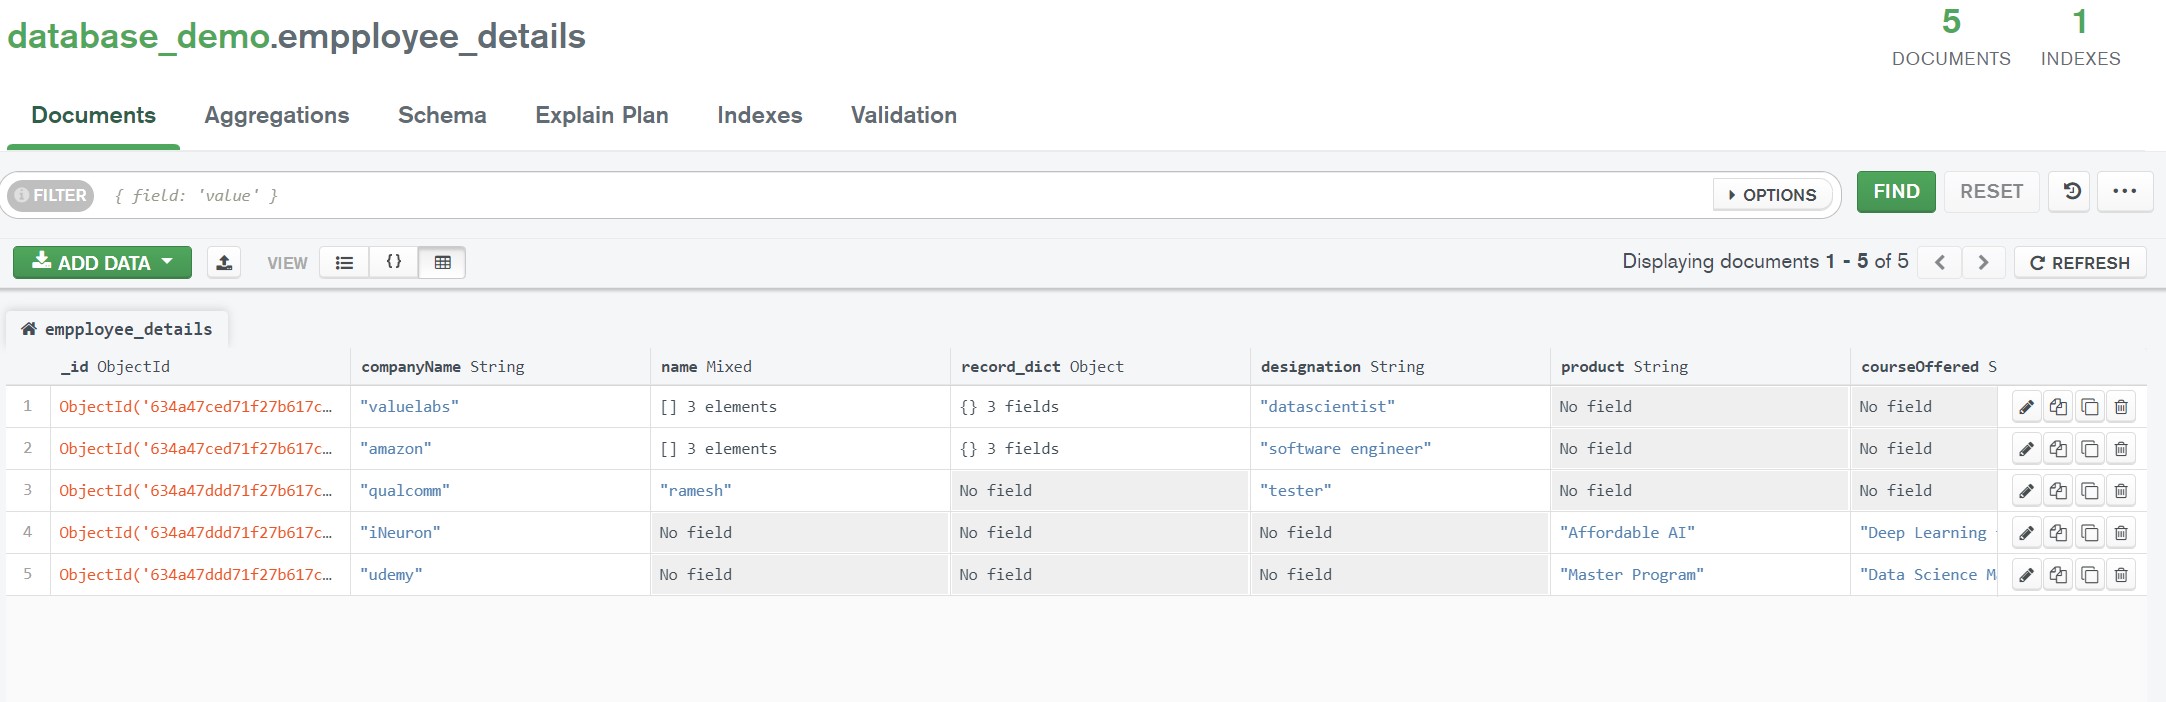 database_demo.empployee_details
5 DOCUMENTS
1 INDEXES
Documents Aggregations Schema Explain Plan Indexes Validation
FILTER { field: 'value' } OPTIONS FIND RESET ...
ADD DATA VIEW {} Displaying documents 1 - 5 of 5 < > REFRESH
empployee_details
_id ObjectId companyName String name Mixed record_dict Object designation String product String courseOffered S
1 ObjectId('634a47ced71f27b617c… "valuelabs" [] 3 elements {} 3 fields "datascientist" No field No field
2 ObjectId('634a47ced71f27b617c… "amazon" [] 3 elements {} 3 fields "software engineer" No field No field
3 ObjectId('634a47ddd71f27b617c… "qualcomm" "ramesh" No field "tester" No field No field
4 ObjectId('634a47ddd71f27b617c… "iNeuron" No field No field No field "Affordable AI" "Deep Learning
5 ObjectId('634a47ddd71f27b617c… "udemy" No field No field No field "Master Program" "Data Science M